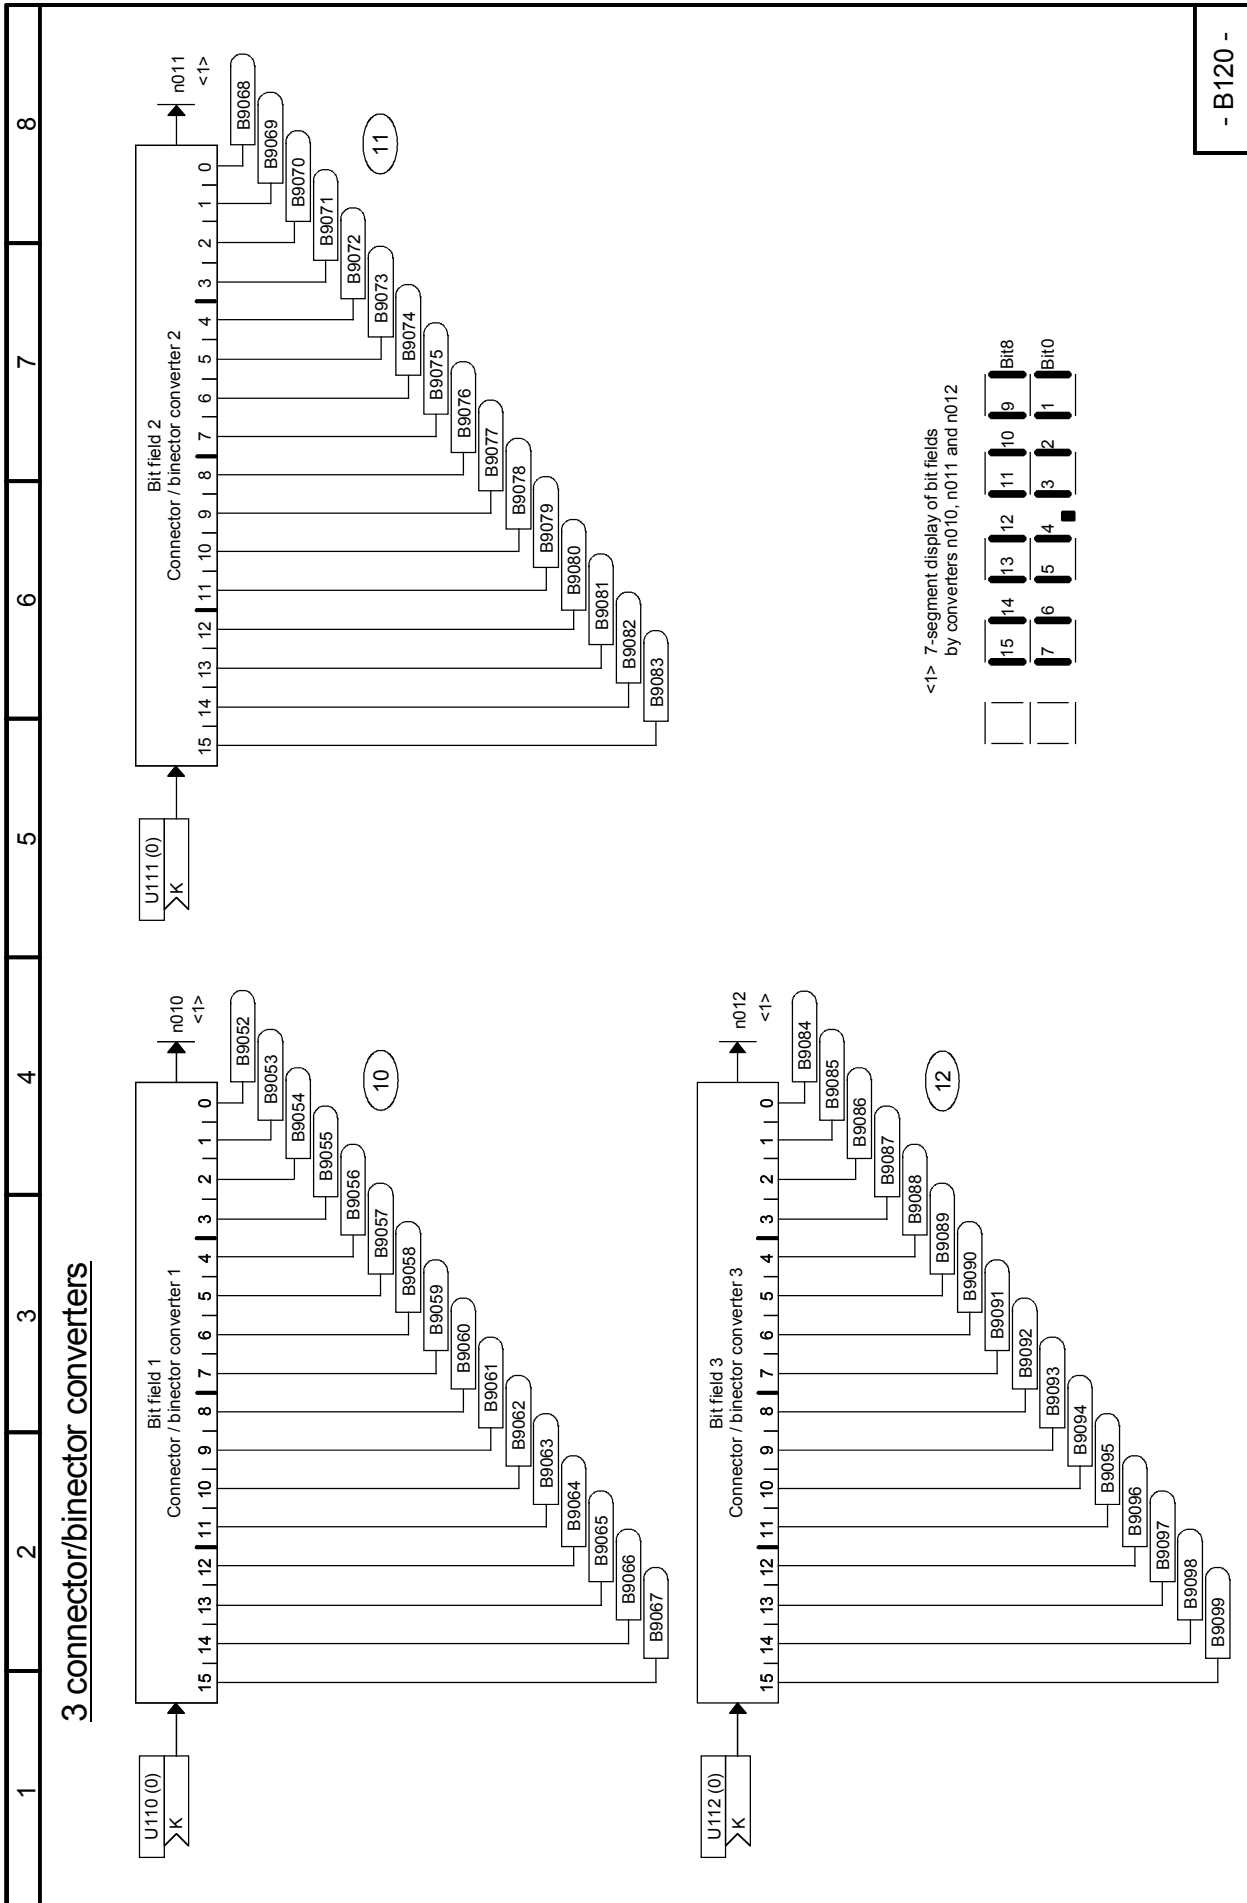 1 2 3 4 5 6 7 8
3 connector/binector converters
U110 (0)
K
Bit field 1
Connector / binector converter 1
15 14 13 12 11 10 9 8 7 6 5 4 3 2 1 0
n010
<1>
B9052
B9053
B9054
B9055
B9056
B9057
B9058
B9059
B9060
B9061
B9062
B9063
B9064
B9065
B9066
B9067
10
U111 (0)
K
Bit field 2
Connector / binector converter 2
15 14 13 12 11 10 9 8 7 6 5 4 3 2 1 0
n011
<1>
B9068
B9069
B9070
B9071
B9072
B9073
B9074
B9075
B9076
B9077
B9078
B9079
B9080
B9081
B9082
B9083
11
U112 (0)
K
Bit field 3
Connector / binector converter 3
15 14 13 12 11 10 9 8 7 6 5 4 3 2 1 0
n012
<1>
B9084
B9085
B9086
B9087
B9088
B9089
B9090
B9091
B9092
B9093
B9094
B9095
B9096
B9097
B9098
B9099
12
<1> 7-segment display of bit fields
by converters n010, n011 and n012
15 14 13 12 11 10 9 Bit8
7 6 5 4 3 2 1 Bit0
- B120 -